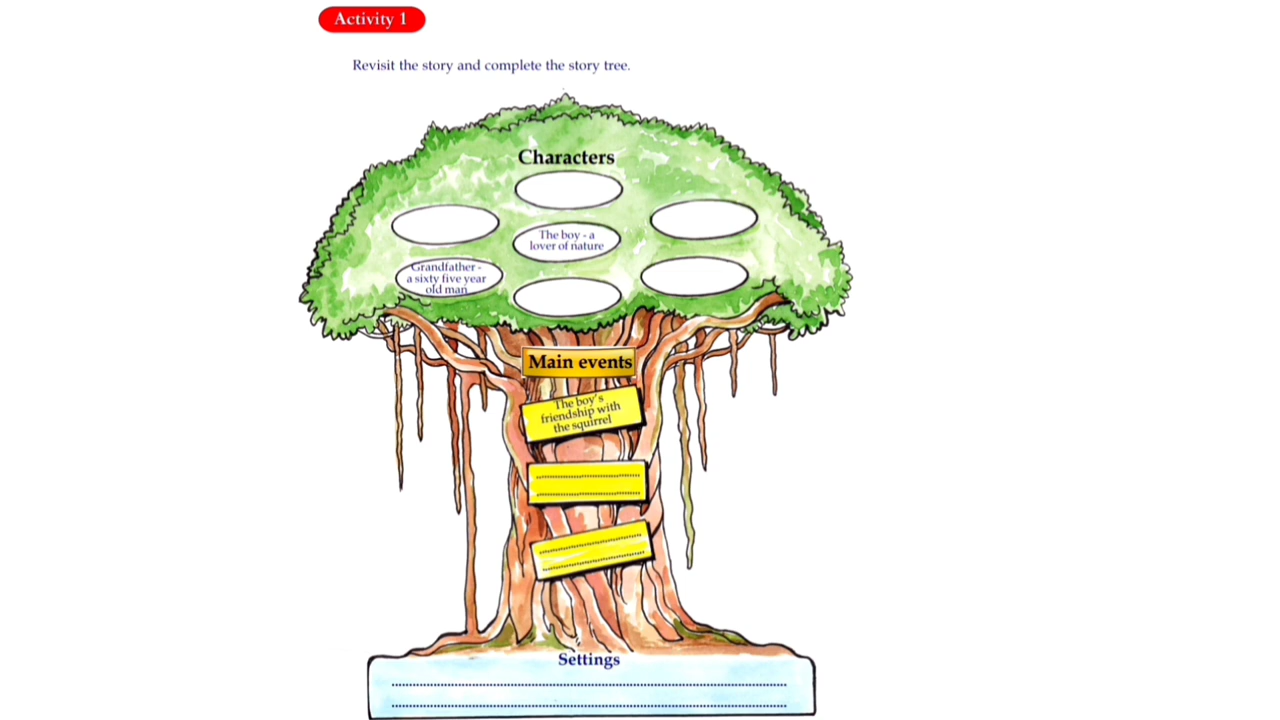 Activity 1
Revisit the story and complete the story tree.
Characters
The boy - a
lover of nature
Grandfather -
a sixty five year
old man
Main events
The boy's
friendship with
the squirrel
Settings